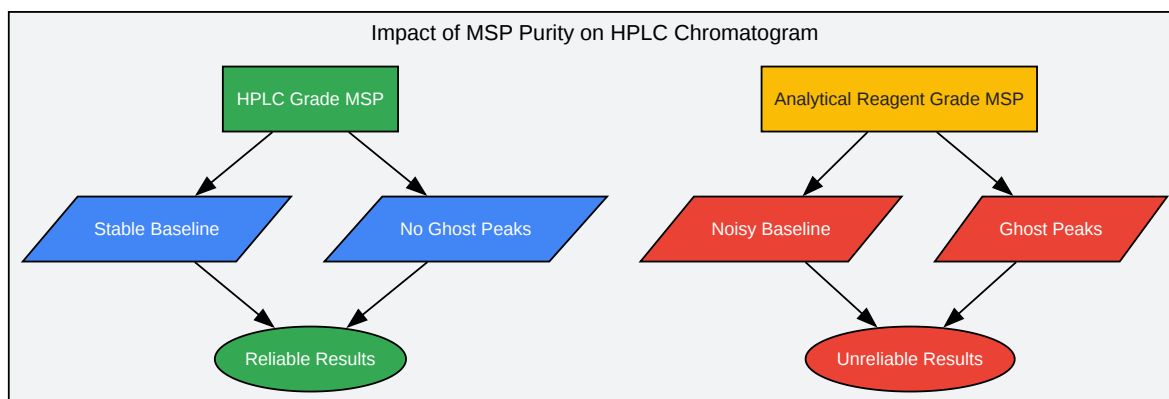 Impact of MSP Purity on HPLC Chromatogram
HPLC Grade MSP
Analytical Reagent Grade MSP
Stable Baseline
No Ghost Peaks
Noisy Baseline
Ghost Peaks
Reliable Results
Unreliable Results